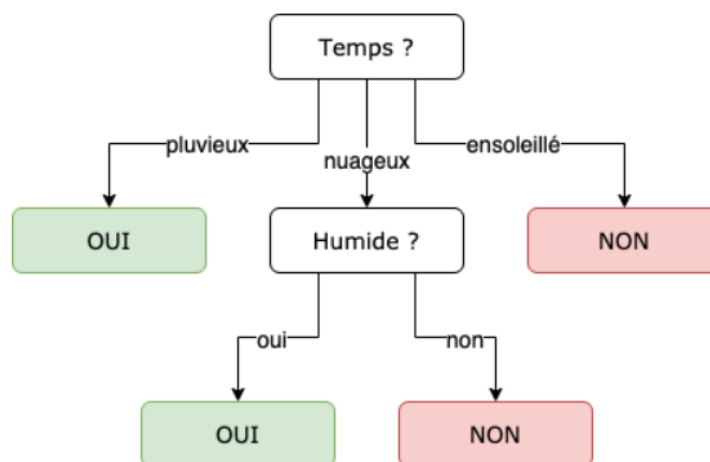 Temps ?
pluvieux
nuageux
ensoleillé
OUI
Humide ?
NON
oui
non
OUI
NON